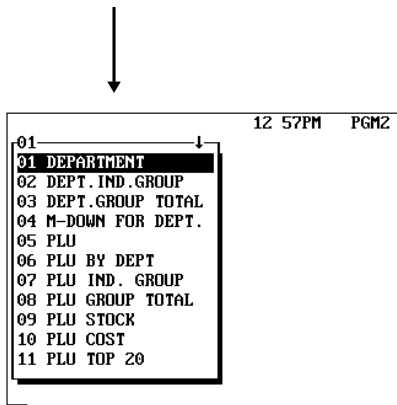 12 57PM PGM2
01
01 DEPARTMENT
02 DEPT.IND.GROUP
03 DEPT.GROUP TOTAL
04 M-DOWN FOR DEPT.
05 PLU
06 PLU BY DEPT
07 PLU IND. GROUP
08 PLU GROUP TOTAL
09 PLU STOCK
10 PLU COST
11 PLU TOP 20